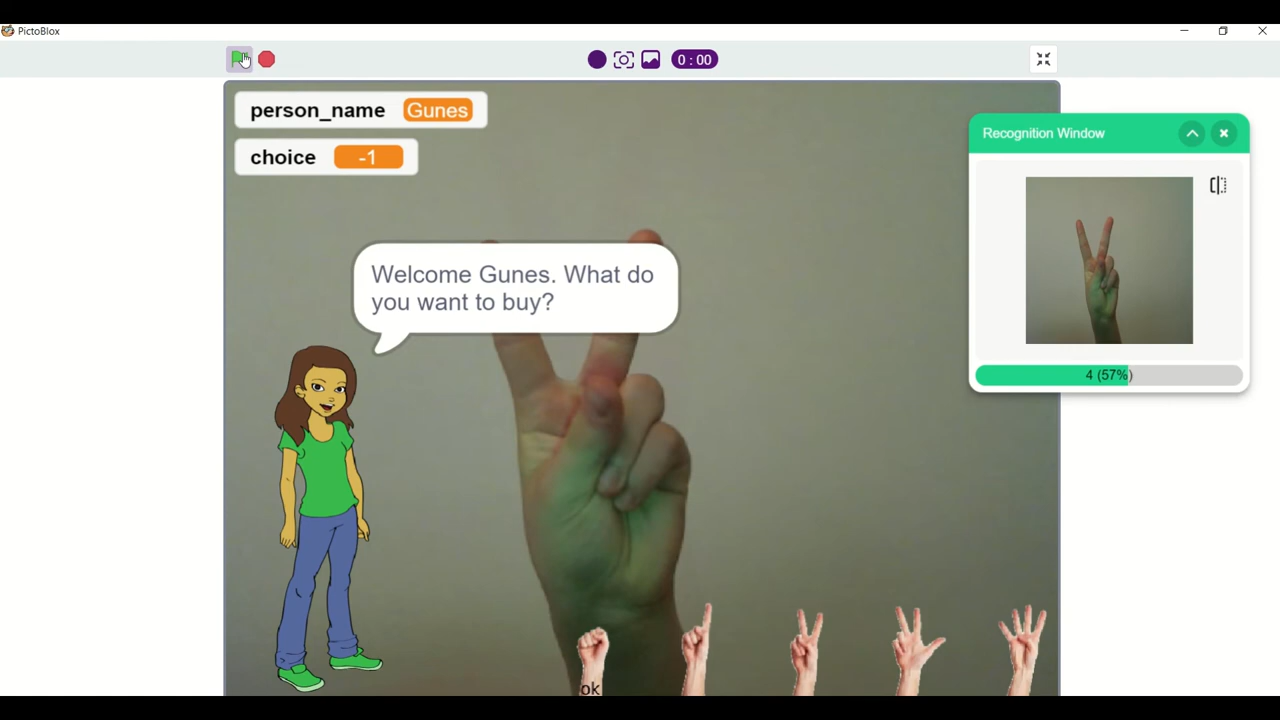 PictoBlox
0:00
person_name Gunes
choice -1
Recognition Window
Welcome Gunes. What do
you want to buy?
4 (57%)
ok